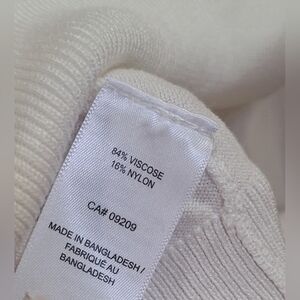 84% VISCOSE
16% NYLON
CA# 09209
MADE IN BANGLADESH /
FABRIQUÉ AU
BANGLADESH